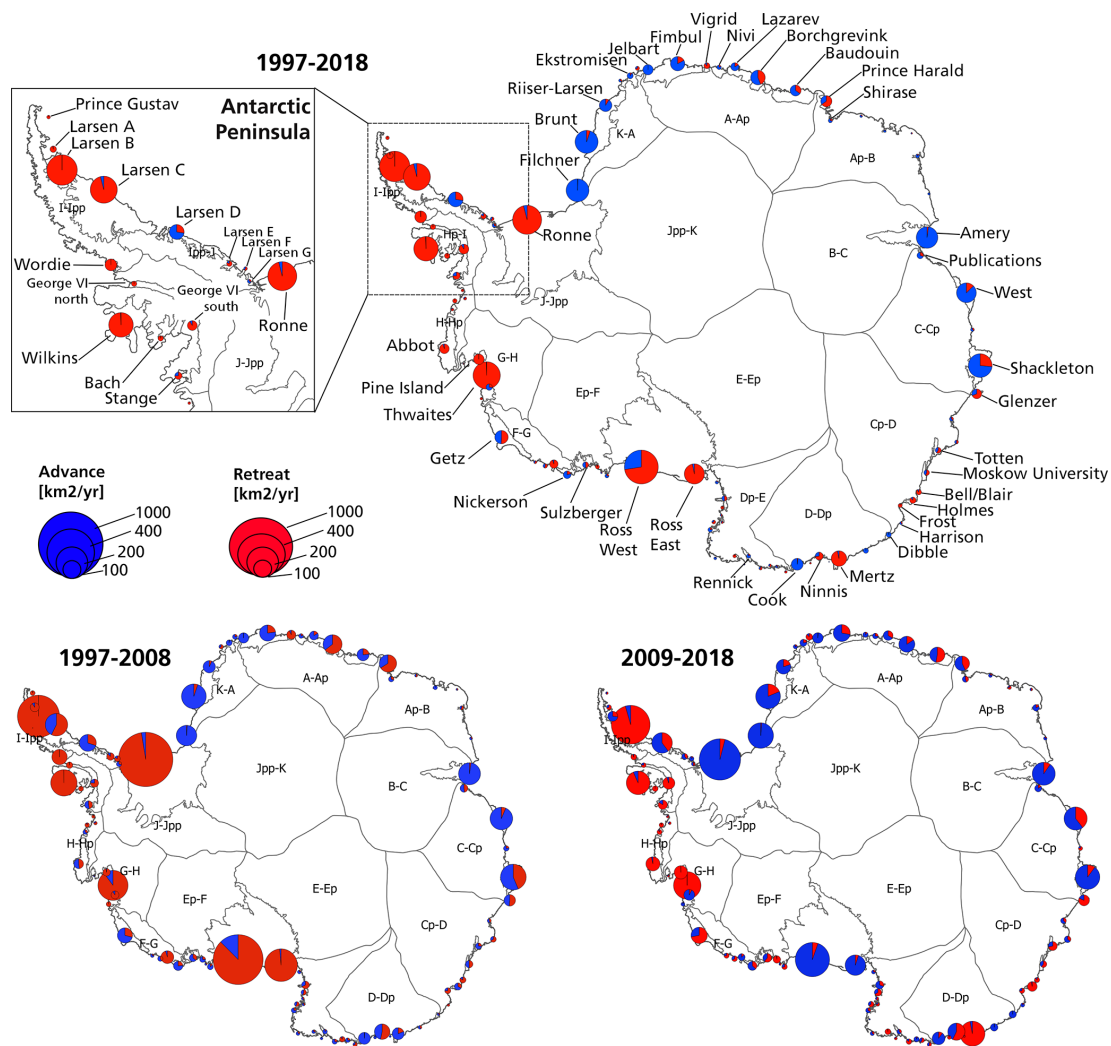 1997-2018
Antarctic
Peninsula
Prince Gustav
Larsen A
Larsen B
Larsen C
I-Ipp
Larsen D
Larsen E
Larsen F
Larsen G
Ipp-J
Wordie
George VI
north
George VI
south
Ronne
Wilkins
Bach
Stange
J-Jpp
Vigrid
Nivi
Lazarev
Fimbul
Borchgrevink
Jelbart
Baudouin
Ekstromisen
Prince Harald
Riiser-Larsen
Shirase
Brunt
K-A
A-Ap
Ap-B
Filchner
I-Ipp
Hp-I
Ronne
Jpp-K
B-C
Amery
Publications
West
J-Jpp
H-Hp
C-Cp
Abbot
G-H
Shackleton
Pine Island
E-Ep
Ep-F
Glenzer
Thwaites
Cp-D
F-G
Getz
Totten
Moskow University
Nickerson
Sulzberger
Ross
West
Ross
East
Dp-E
D-Dp
Bell/Blair
Holmes
Frost
Harrison
Dibble
Rennick
Cook
Ninnis
Mertz
Advance
[km2/yr]
1000
400
200
100
Retreat
[km2/yr]
1000
400
200
100
1997-2008
K-A
A-Ap
Ap-B
I-Ipp
Jpp-K
B-C
J-Jpp
H-Hp
C-Cp
G-H
E-Ep
Ep-F
Cp-D
F-G
D-Dp
2009-2018
K-A
A-Ap
Ap-B
I-Ipp
Jpp-K
B-C
J-Jpp
H-Hp
C-Cp
G-H
E-Ep
Ep-F
Cp-D
F-G
D-Dp